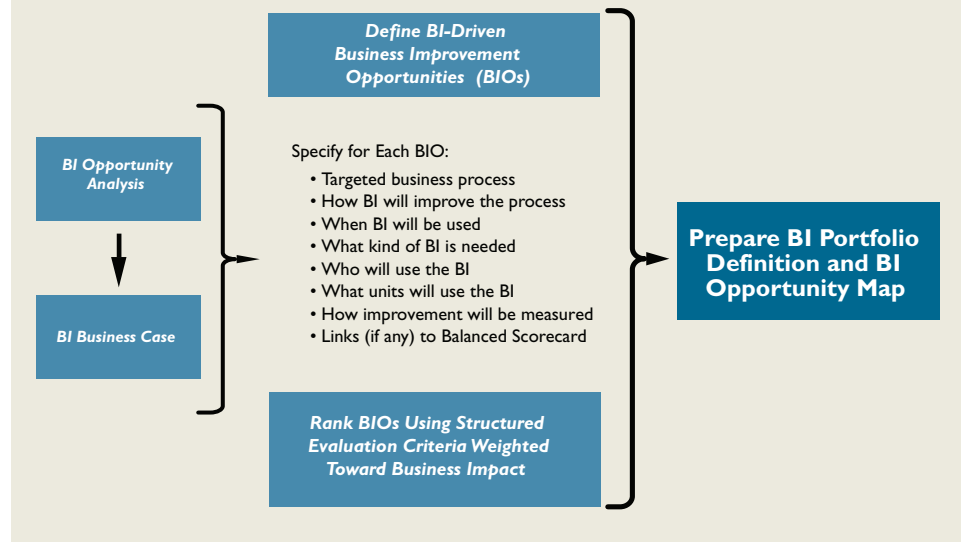 BI Opportunity
Analysis
BI Business Case
Define BI-Driven
Business Improvement
Opportunities (BIOs)
Specify for Each BIO:
• Targeted business process
• How BI will improve the process
• When BI will be used
• What kind of BI is needed
• Who will use the BI
• What units will use the BI
• How improvement will be measured
• Links (if any) to Balanced Scorecard
Rank BIOs Using Structured
Evaluation Criteria Weighted
Toward Business Impact
Prepare BI Portfolio
Definition and BI
Opportunity Map